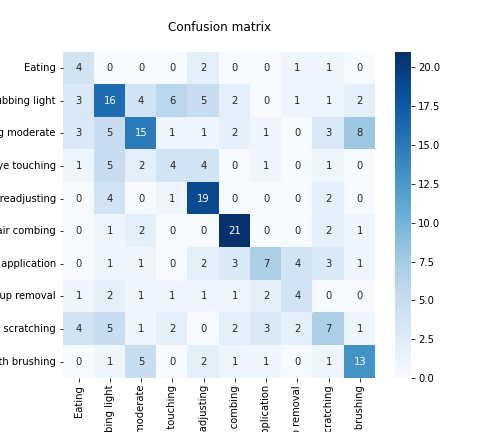 Confusion matrix
Eating 4 0 0 0 2 0 0 1 1 0
ubbing light 3 16 4 6 5 2 0 1 1 2
g moderate 3 5 15 1 1 2 1 0 3 8
ye touching 1 5 2 4 4 0 1 0 1 0
readjusting 0 4 0 1 19 0 0 0 2 0
air combing 0 1 2 0 0 21 0 0 2 1
application 0 1 1 0 2 3 7 4 3 1
up removal 1 2 1 1 1 1 2 4 0 0
scratching 4 5 1 2 0 2 3 2 7 1
th brushing 0 1 5 0 2 1 1 0 1 13
Eating
bing light
moderate
touching
adjusting
combing
pplication
removal
cratching
brushing
20.0
17.5
15.0
12.5
10.0
7.5
5.0
2.5
0.0